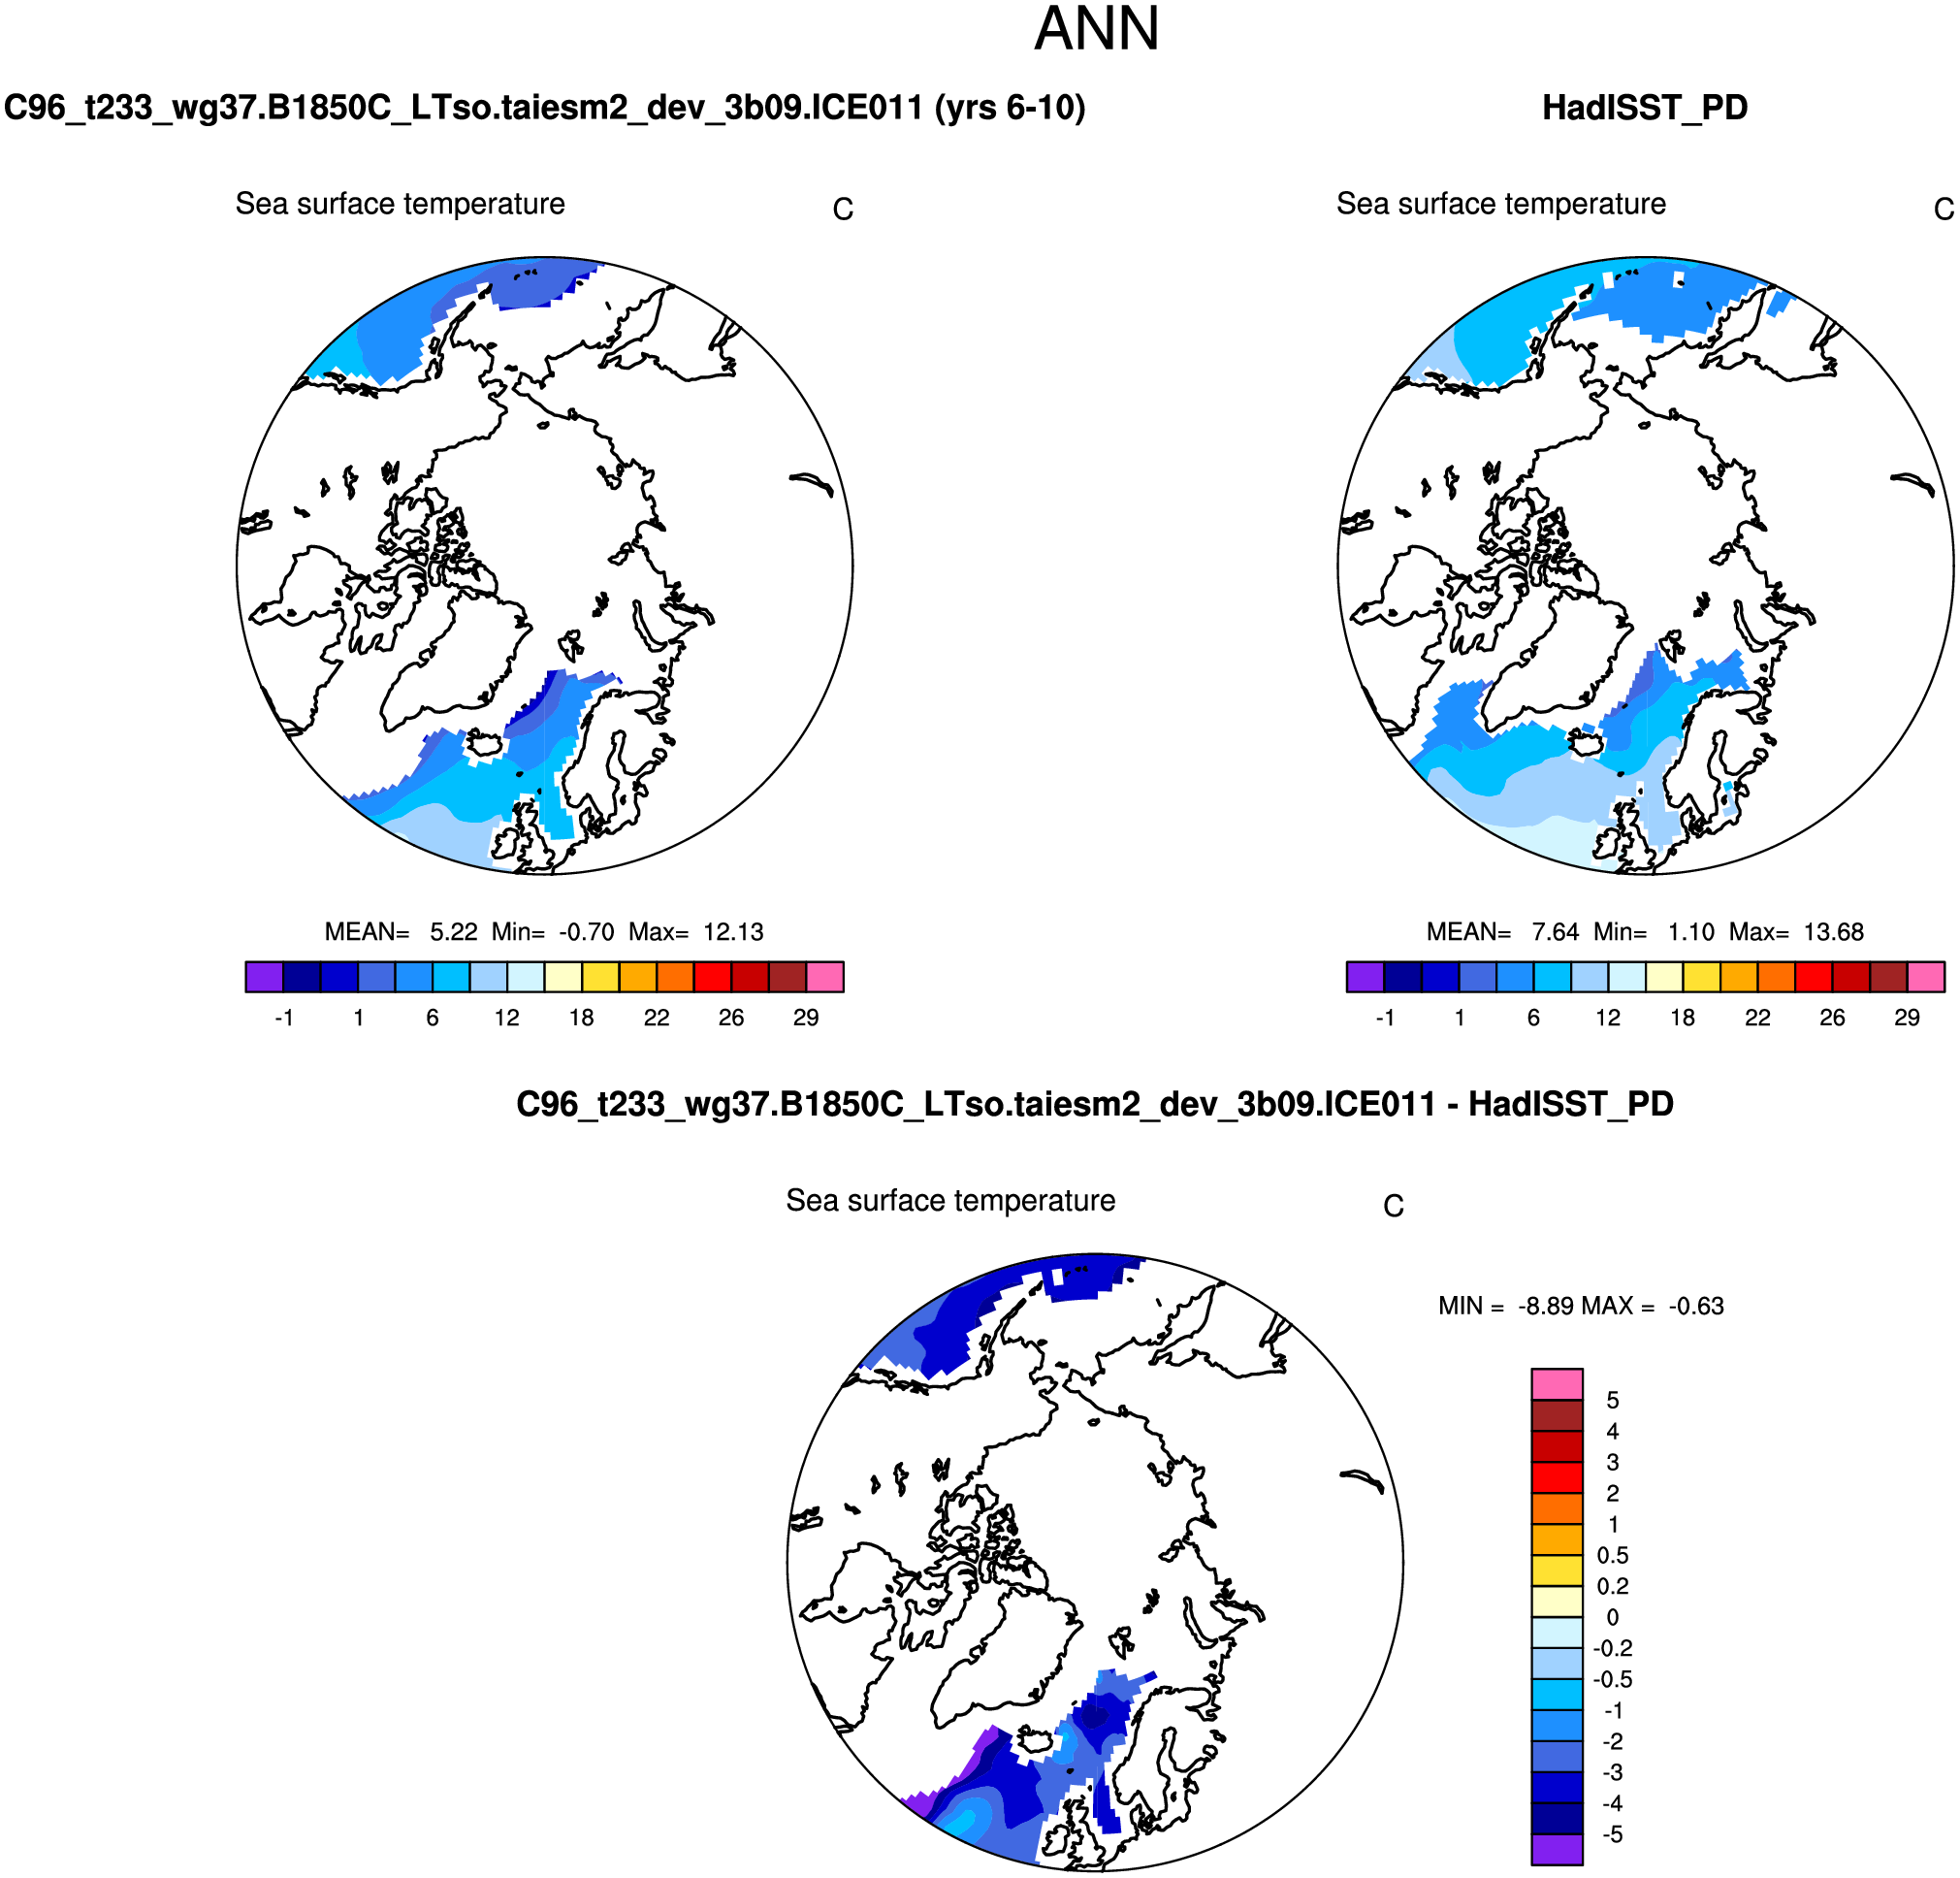 ANN
C96_t233_wg37.B1850C_LTso.taiesm2_dev_3b09.ICE011 (yrs 6-10)
HadISST_PD
Sea surface temperature C
Sea surface temperature C
MEAN= 5.22 Min= -0.70 Max= 12.13
MEAN= 7.64 Min= 1.10 Max= 13.68
-1 1 6 12 18 22 26 29
-1 1 6 12 18 22 26 29
C96_t233_wg37.B1850C_LTso.taiesm2_dev_3b09.ICE011 - HadISST_PD
Sea surface temperature C
MIN = -8.89 MAX = -0.63
5
4
3
2
1
0.5
0.2
0
-0.2
-0.5
-1
-2
-3
-4
-5